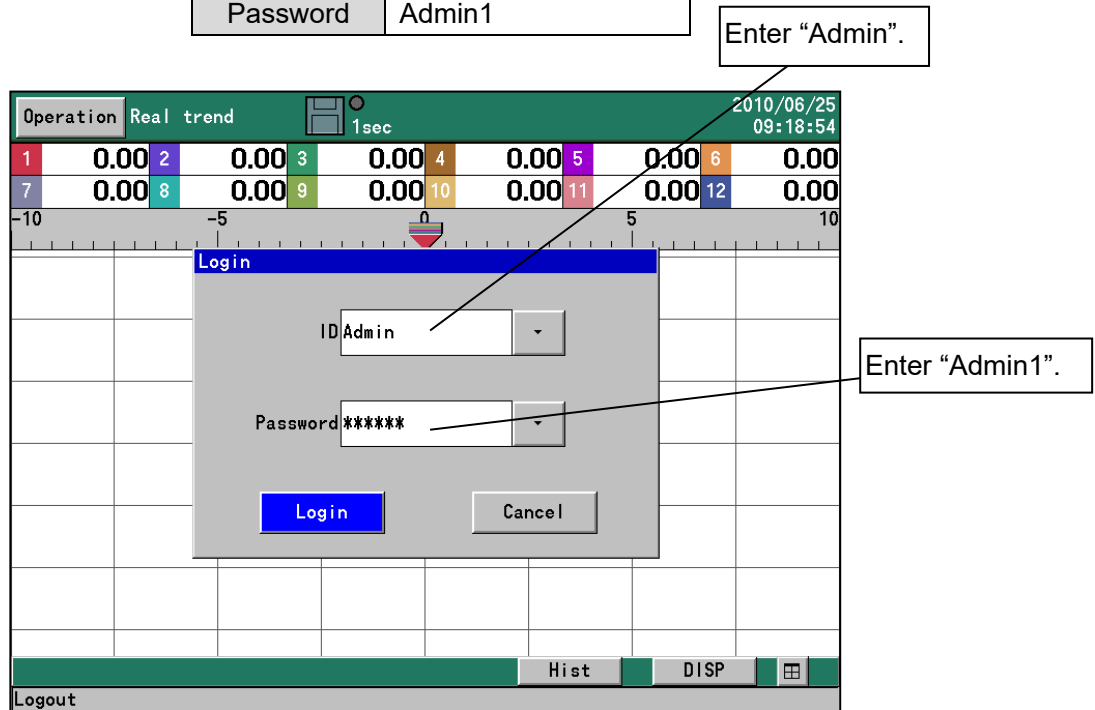 Password Admin1
Enter “Admin”.
Operation Real trend 1sec 2010/06/25
09:18:54
1 0.00 2 0.00 3 0.00 4 0.00 5 0.00 6 0.00
7 0.00 8 0.00 9 0.00 10 0.00 11 0.00 12 0.00
-10 -5 0 5 10
Login
ID Admin
Enter “Admin1”.
Password ******
Login Cancel
Hist DISP
Logout